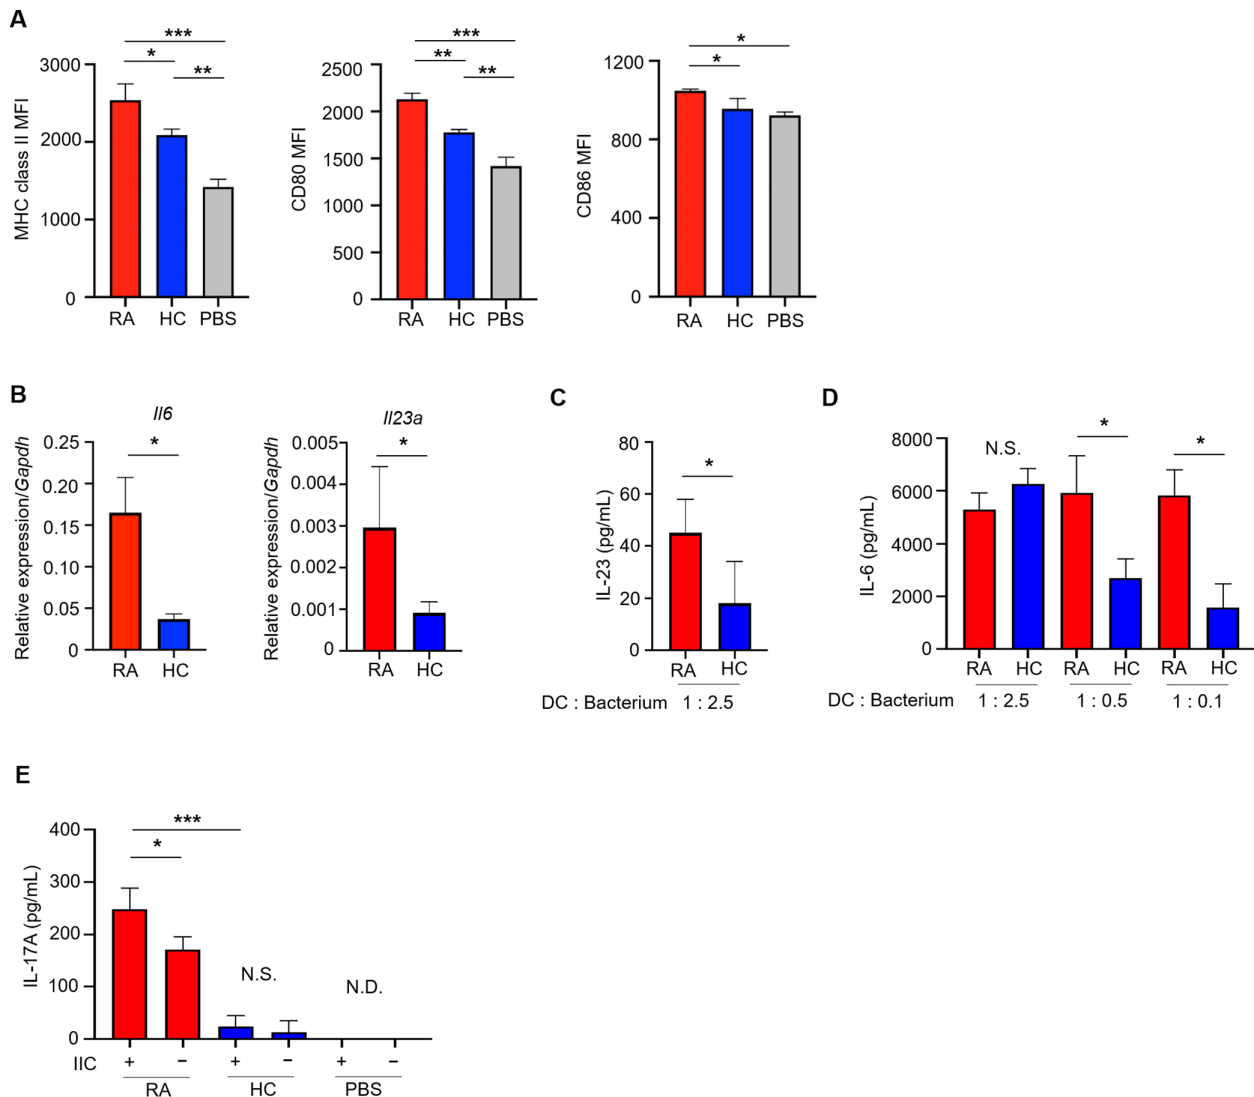 A
***
*
**
3000
2000
1000
0
MHC class II MFI
RA HC PBS
***
**
**
2500
2000
1500
1000
500
0
CD80 MFI
RA HC PBS
*
*
1200
800
400
0
CD86 MFI
RA HC PBS
B
Il6
*
0.25
0.20
0.15
0.10
0.05
0
Relative expression/Gapdh
RA HC
Il23a
*
0.005
0.004
0.003
0.002
0.001
0
Relative expression/Gapdh
RA HC
C
*
80
60
40
20
0
IL-23 (pg/mL)
RA HC
DC : Bacterium 1 : 2.5
D
N.S.
*
*
8000
6000
4000
2000
0
IL-6 (pg/mL)
RA HC RA HC RA HC
DC : Bacterium 1 : 2.5 1 : 0.5 1 : 0.1
E
***
*
N.S.
N.D.
400
300
200
100
0
IL-17A (pg/mL)
IIC + − + − + −
RA HC PBS